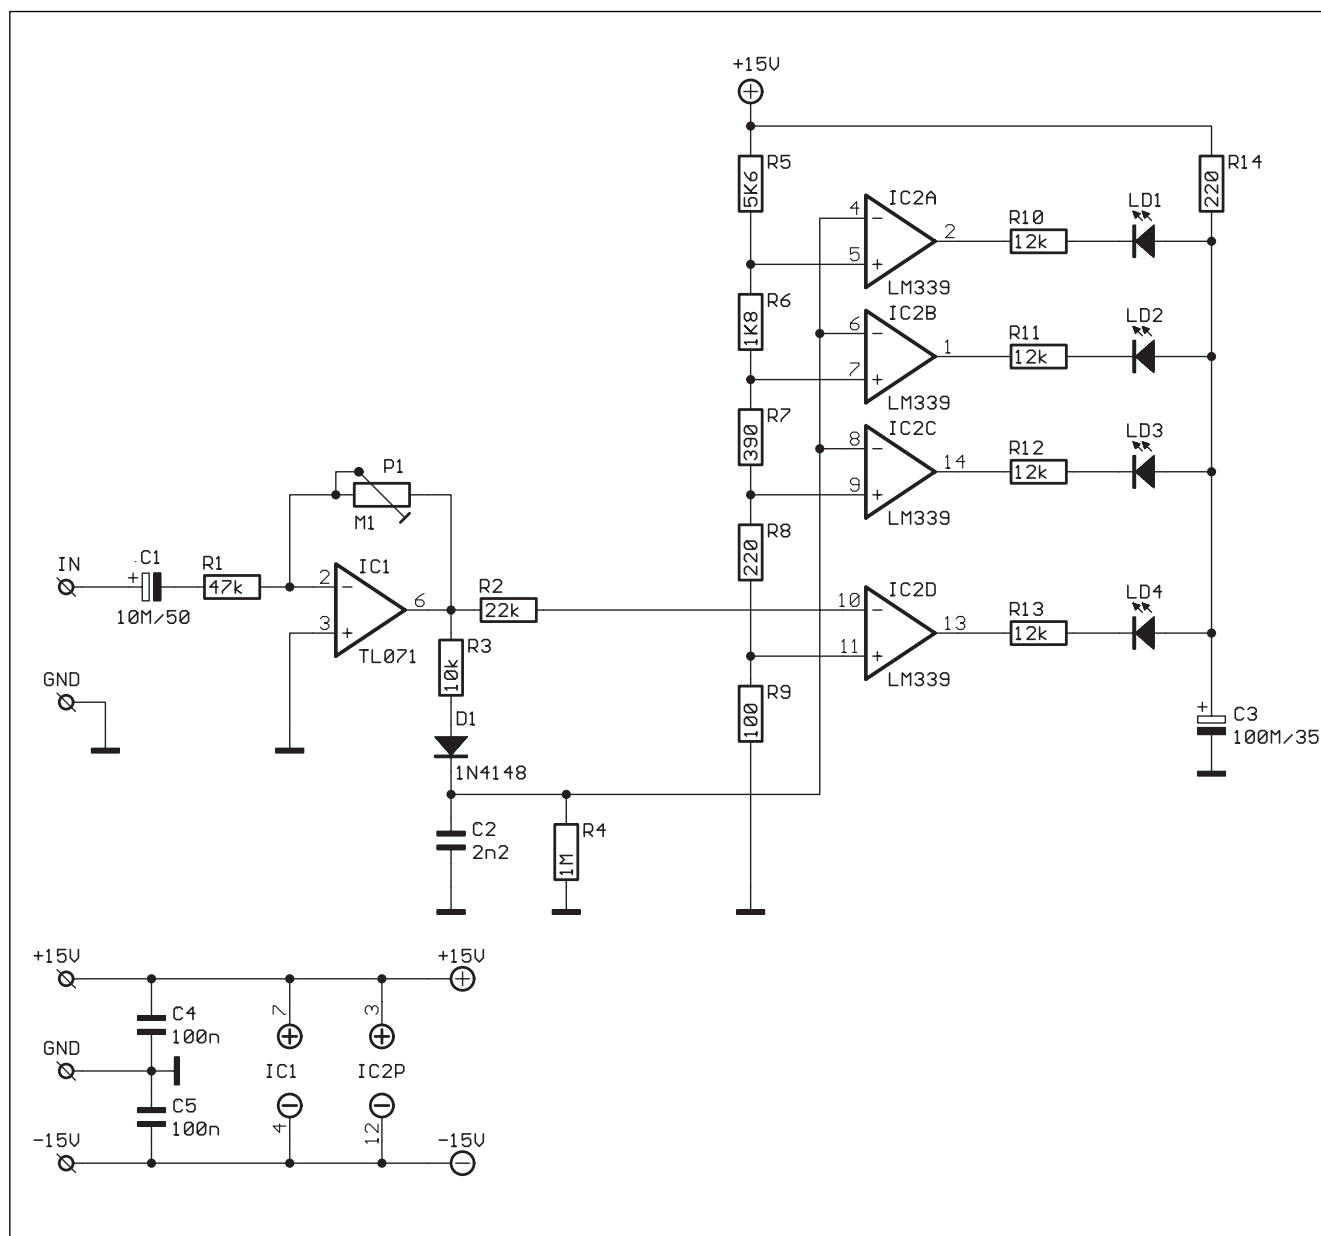 +15V
R5
5K6
R14
220
IC2A
4
-
5
+
2
LM339
R10
12k
LD1
R6
1K8
IC2B
6
-
7
+
1
LM339
R11
12k
LD2
R7
390
IC2C
8
-
9
+
14
LM339
R12
12k
LD3
P1
M1
R8
220
IN
C1
+
10M/50
R1
47k
IC1
2
-
3
+
6
TL071
R2
22k
IC2D
10
-
11
+
13
LM339
R13
12k
LD4
GND
R3
10k
D1
1N4148
R9
100
+
C3
100M/35
C2
2n2
R4
1M
+15V
+15V
C4
100n
7
3
GND
IC1
IC2P
C5
100n
4
12
-15V
-15V